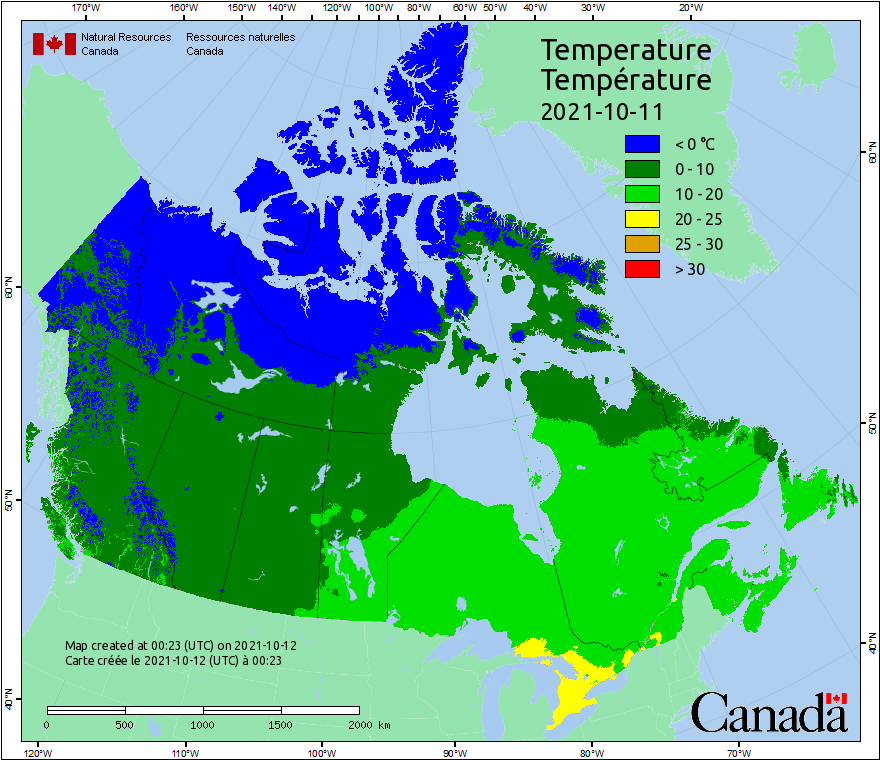 170°W 160°W 150°W 140°W 120°W 100°W 80°W 60°W 50°W 40°W 30°W 20°W
Natural Resources Ressources naturelles
Canada Canada
Temperature
Température
2021-10-11
< 0 °C
0 - 10
10 - 20
20 - 25
25 - 30
> 30
60°N
60°N
50°N
50°N
40°N
40°N
Map created at 00:23 (UTC) on 2021-10-12
Carte créée le 2021-10-12 (UTC) à 00:23
0 500 1000 1500 2000 km
Canada
120°W 110°W 100°W 90°W 80°W 70°W